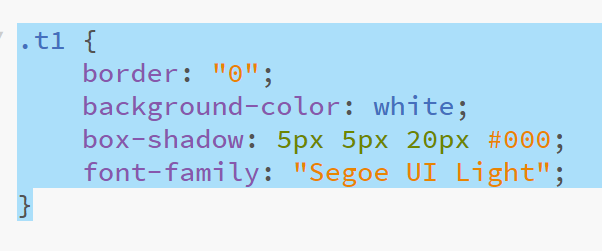 .t1 {
    border: "0";
    background-color: white;
    box-shadow: 5px 5px 20px #000;
    font-family: "Segoe UI Light";
}